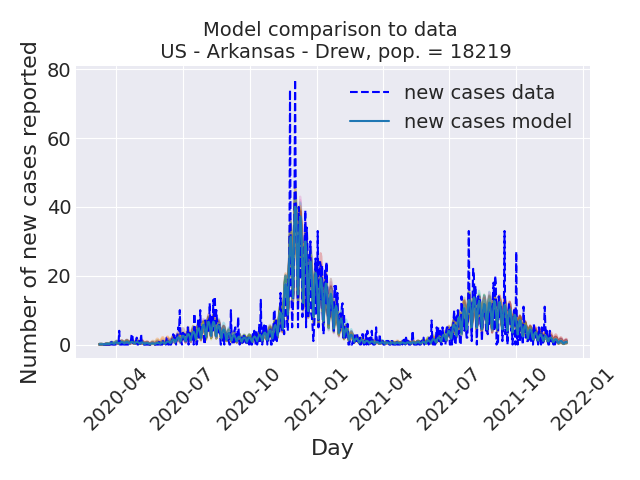 Model comparison to data
US - Arkansas - Drew, pop. = 18219
Number of new cases reported
80
60
40
20
0
new cases data
new cases model
2020-04
2020-07
2020-10
2021-01
2021-04
2021-07
2021-10
2022-01
Day